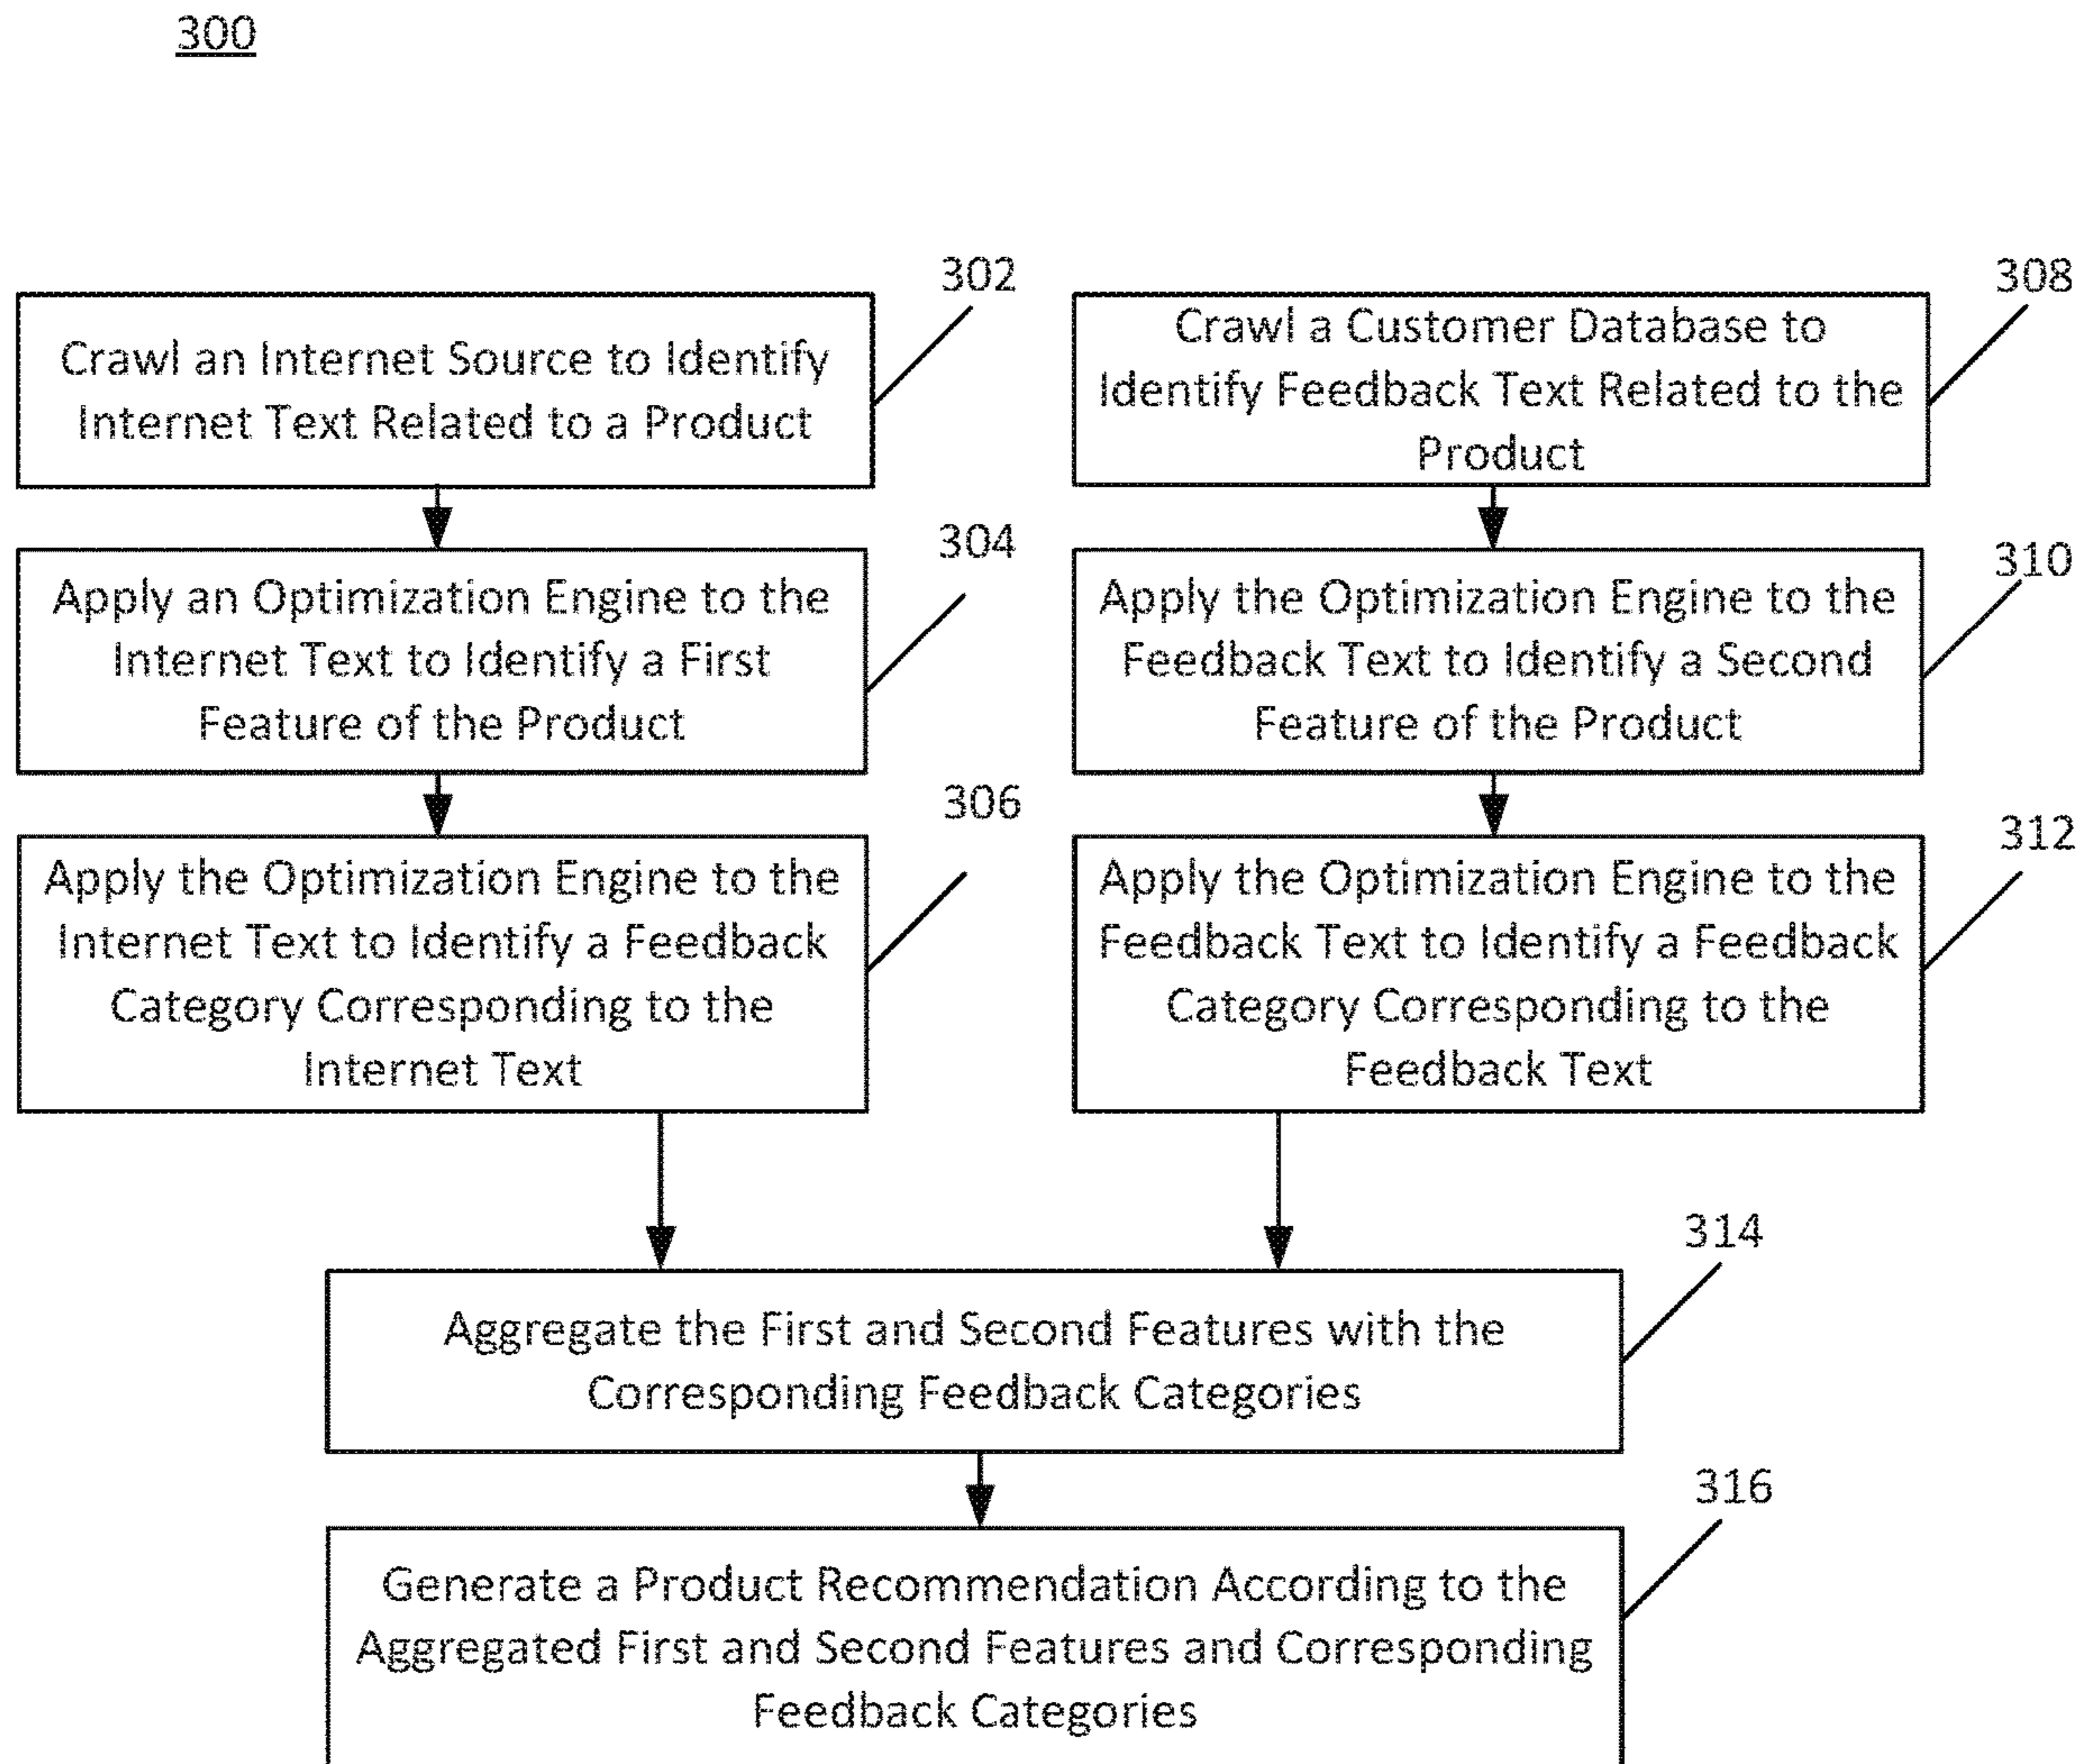 300
302
Crawl an Internet Source to Identify
Internet Text Related to a Product
308
Crawl a Customer Database to
Identify Feedback Text Related to the
Product
304
Apply an Optimization Engine to the
Internet Text to Identify a First
Feature of the Product
310
Apply the Optimization Engine to the
Feedback Text to Identify a Second
Feature of the Product
306
Apply the Optimization Engine to the
Internet Text to Identify a Feedback
Category Corresponding to the
Internet Text
312
Apply the Optimization Engine to the
Feedback Text to Identify a Feedback
Category Corresponding to the
Feedback Text
314
Aggregate the First and Second Features with the
Corresponding Feedback Categories
316
Generate a Product Recommendation According to the
Aggregated First and Second Features and Corresponding
Feedback Categories